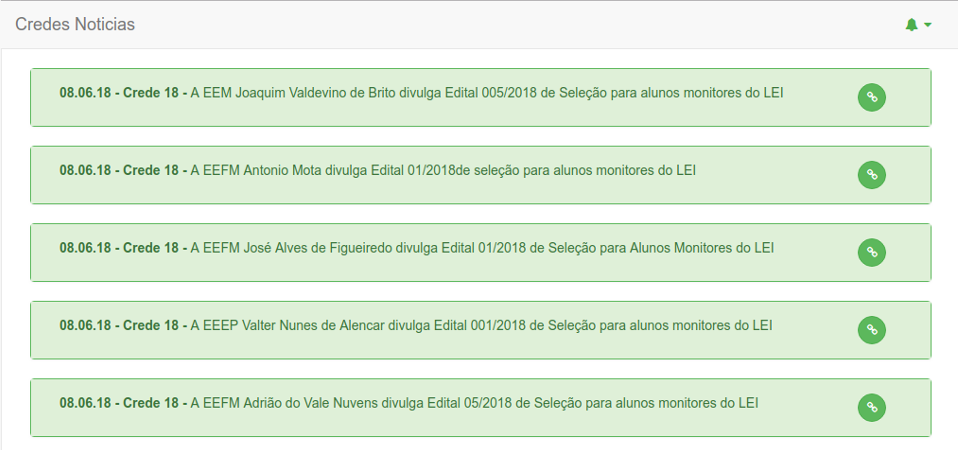 Credes Noticias
08.06.18 - Crede 18 - A EEM Joaquim Valdevino de Brito divulga Edital 005/2018 de Seleção para alunos monitores do LEI
08.06.18 - Crede 18 - A EEFM Antonio Mota divulga Edital 01/2018de seleção para alunos monitores do LEI
08.06.18 - Crede 18 - A EEFM José Alves de Figueiredo divulga Edital 01/2018 de Seleção para Alunos Monitores do LEI
08.06.18 - Crede 18 - A EEEP Valter Nunes de Alencar divulga Edital 001/2018 de Seleção para alunos monitores do LEI
08.06.18 - Crede 18 - A EEFM Adrião do Vale Nuvens divulga Edital 05/2018 de Seleção para alunos monitores do LEI